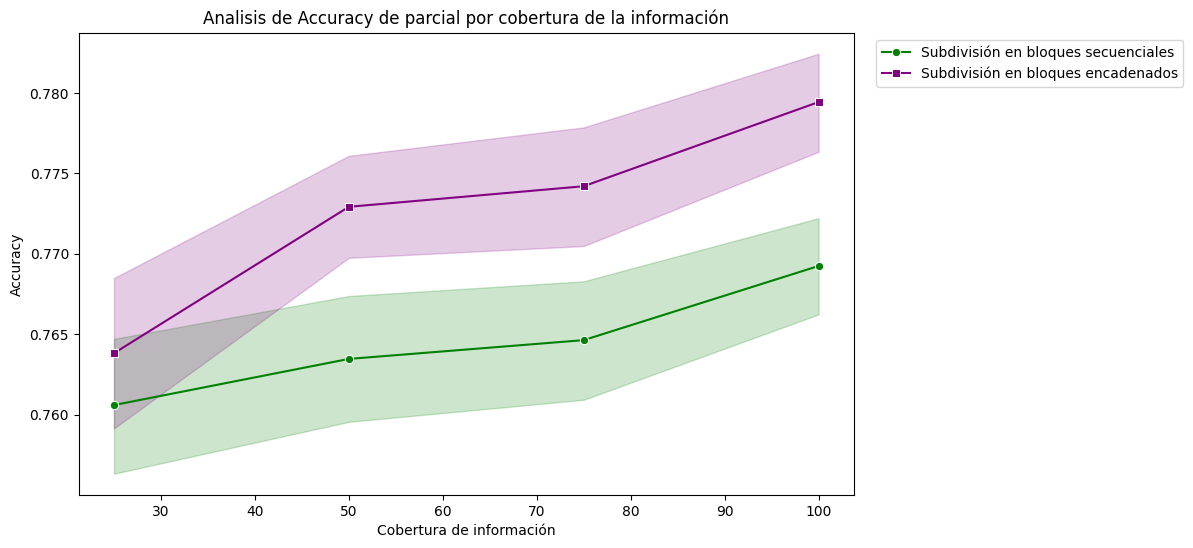 Analisis de Accuracy de parcial por cobertura de la información
Subdivisión en bloques secuenciales
Subdivisión en bloques encadenados
0.780
0.775
0.770
0.765
0.760
Accuracy
30 40 50 60 70 80 90 100
Cobertura de información